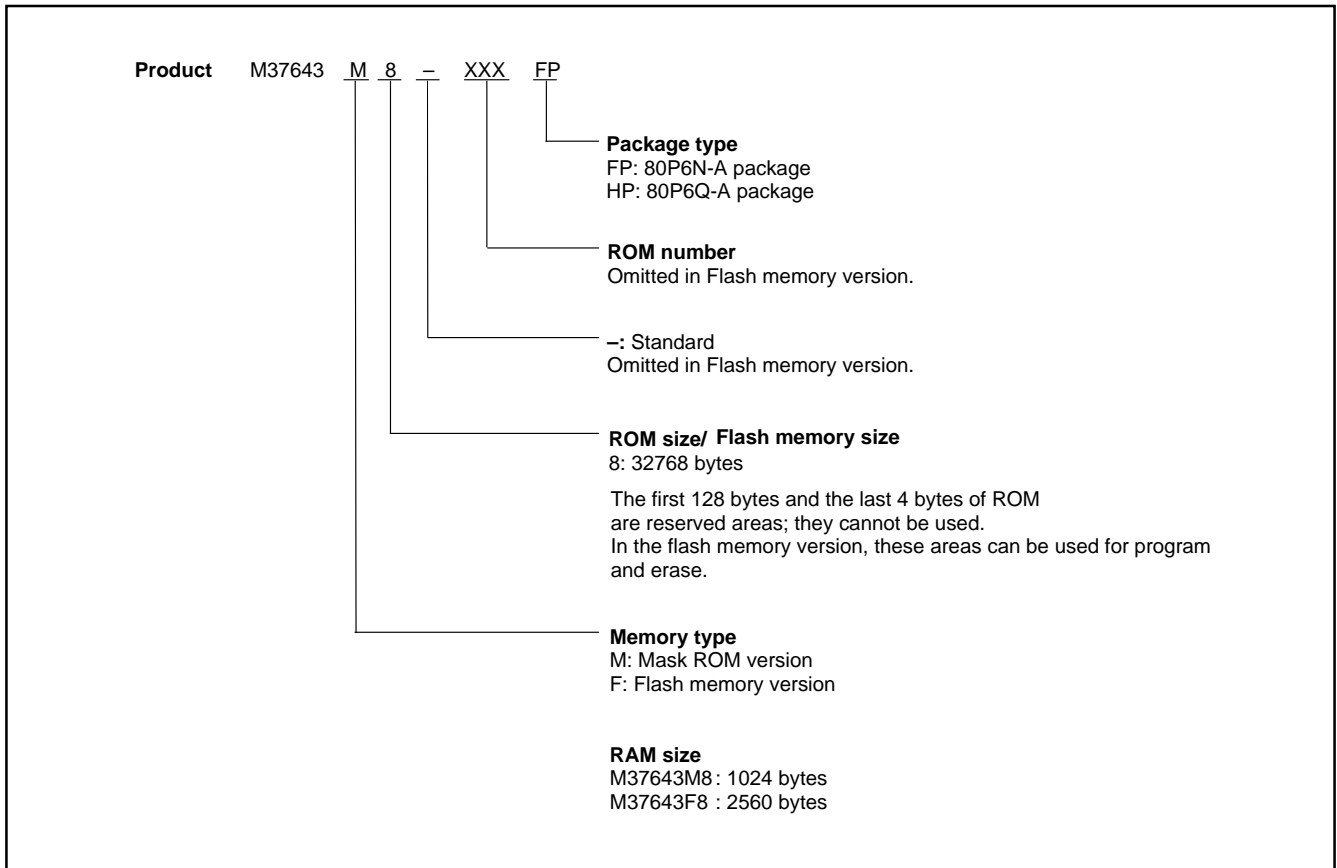 Product M37643 M 8 – XXX FP
Package type
FP: 80P6N-A package
HP: 80P6Q-A package
ROM number
Omitted in Flash memory version.
–: Standard
Omitted in Flash memory version.
ROM size/ Flash memory size
8: 32768 bytes
The first 128 bytes and the last 4 bytes of ROM
are reserved areas; they cannot be used.
In the flash memory version, these areas can be used for program
and erase.
Memory type
M: Mask ROM version
F: Flash memory version
RAM size
M37643M8 : 1024 bytes
M37643F8 : 2560 bytes